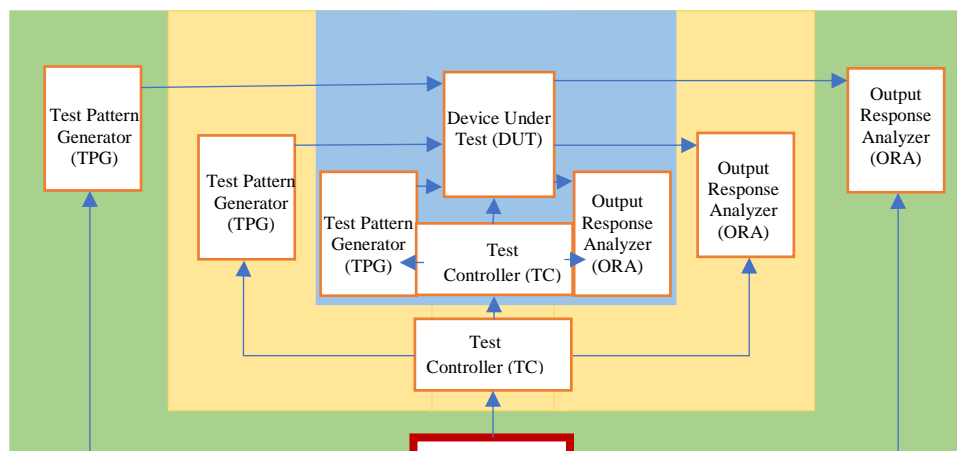 Test Pattern
Generator
(TPG)
Device Under
Test (DUT)
Output
Response
Analyzer
(ORA)
Test Pattern
Generator
(TPG)
Output
Response
Analyzer
(ORA)
Test Pattern
Generator
(TPG)
Output
Response
Analyzer
(ORA)
Test
Controller (TC)
Test
Controller (TC)